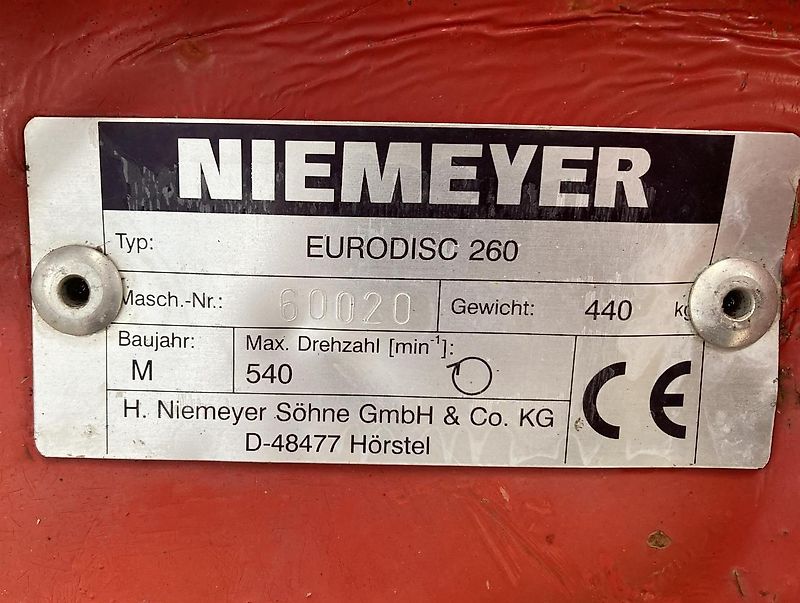 NIEMEYER
Typ: EURODISC 260
Masch.-Nr.: 60020 Gewicht: 440 kg
Baujahr: Max. Drehzahl [min⁻¹]:
M 540
CE
H. Niemeyer Söhne GmbH & Co. KG
D-48477 Hörstel